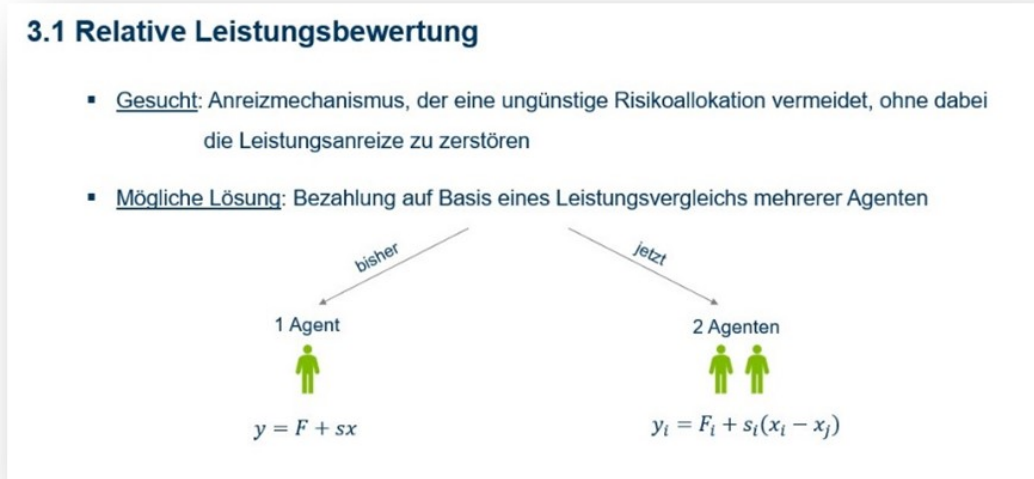 3.1 Relative Leistungsbewertung
▪ Gesucht: Anreizmechanismus, der eine ungünstige Risikoallokation vermeidet, ohne dabei
die Leistungsanreize zu zerstören
▪ Mögliche Lösung: Bezahlung auf Basis eines Leistungsvergleichs mehrerer Agenten
bisher
jetzt
1 Agent
2 Agenten
y = F + sx
yᵢ = Fᵢ + sᵢ(xᵢ − xⱼ)